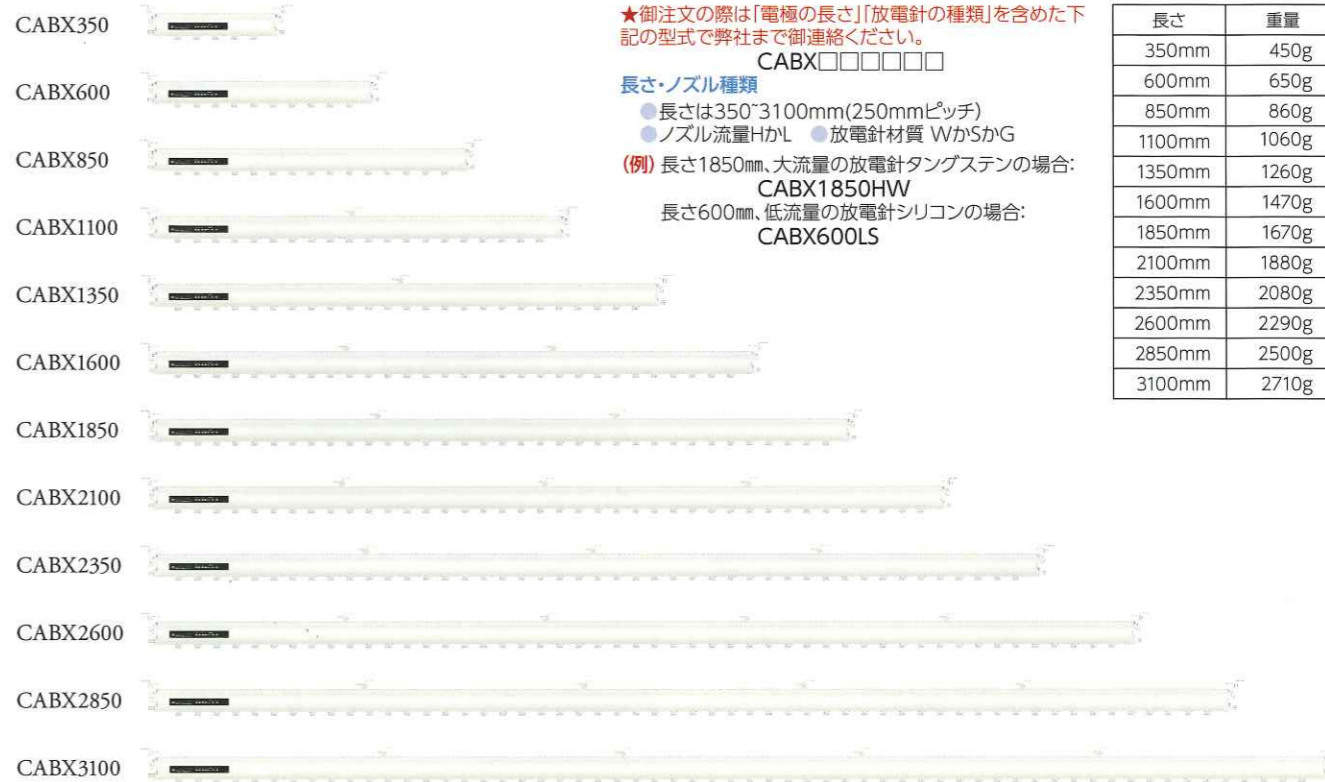 CABX350
CABX600
CABX850
CABX1100
CABX1350
CABX1600
CABX1850
CABX2100
CABX2350
CABX2600
CABX2850
CABX3100
★御注文の際は「電極の長さ」「放電針の種類」を含めた下
記の型式で弊社まで御連絡ください。
CABX□□□□□□
長さ・ノズル種類
●長さは350~3100mm(250mmピッチ)
●ノズル流量HかL ●放電針材質 WかSかG
(例) 長さ1850㎜、大流量の放電針タングステンの場合:
CABX1850HW
長さ600㎜、低流量の放電針シリコンの場合:
CABX600LS
長さ 重量
350mm 450g
600mm 650g
850mm 860g
1100mm 1060g
1350mm 1260g
1600mm 1470g
1850mm 1670g
2100mm 1880g
2350mm 2080g
2600mm 2290g
2850mm 2500g
3100mm 2710g